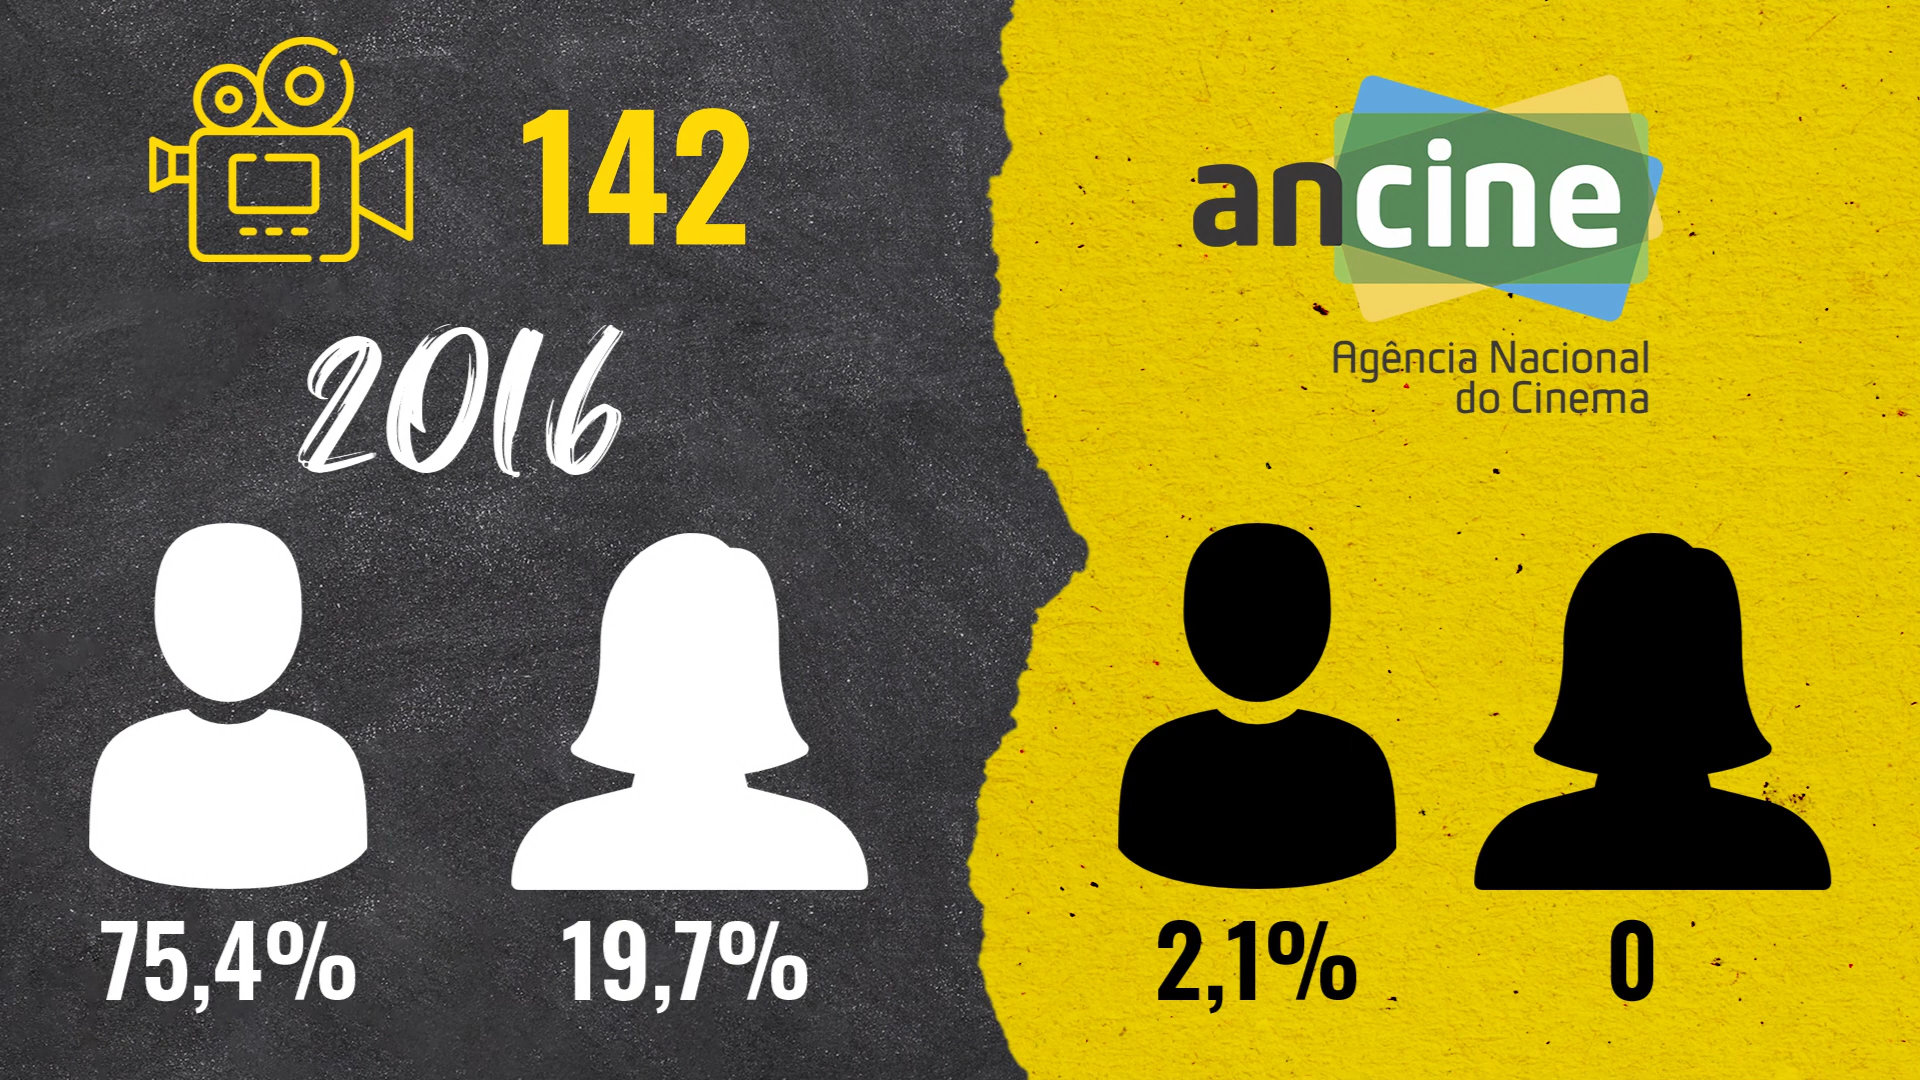 142
2016
75,4%
19,7%
ancine
Agência Nacional
do Cinema
2,1%
0